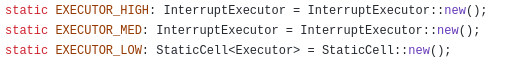 static EXECUTOR_HIGH: InterruptExecutor = InterruptExecutor::new();
static EXECUTOR_MED: InterruptExecutor = InterruptExecutor::new();
static EXECUTOR_LOW: StaticCell<Executor> = StaticCell::new();